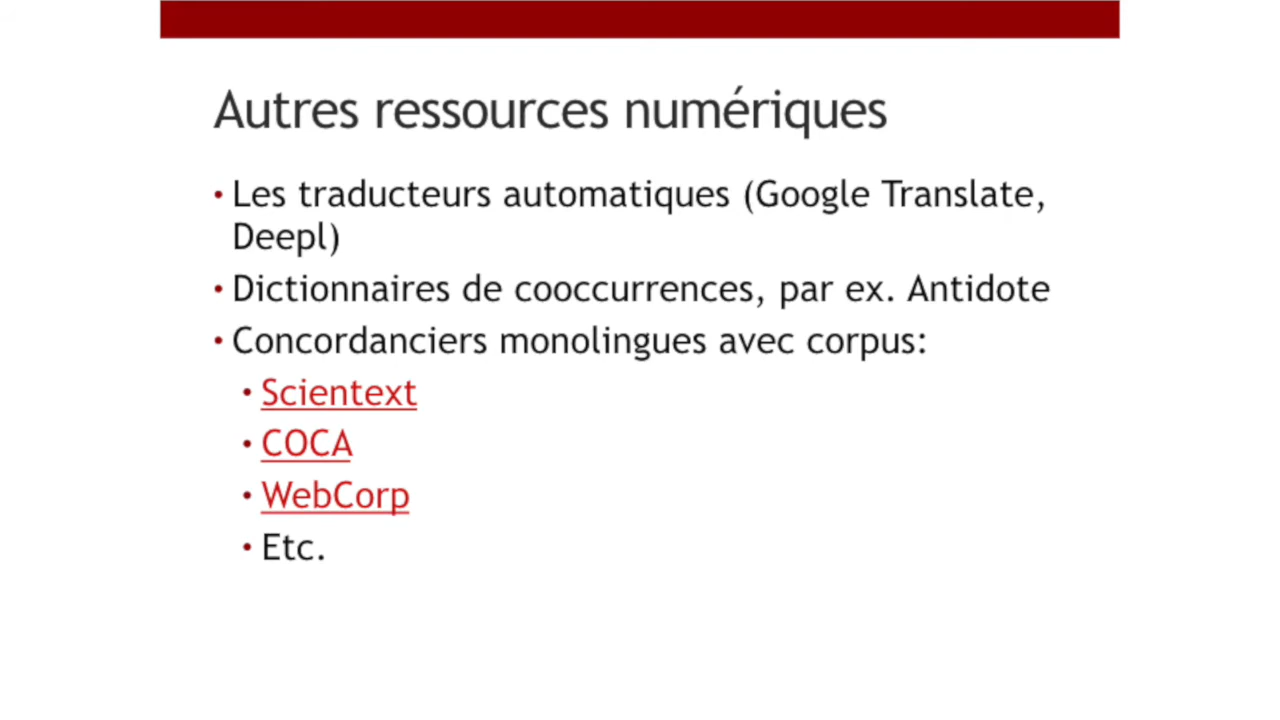 Autres ressources numériques
• Les traducteurs automatiques (Google Translate,
Deepl)
• Dictionnaires de cooccurrences, par ex. Antidote
• Concordanciers monolingues avec corpus:
• Scientext
• COCA
• WebCorp
• Etc.